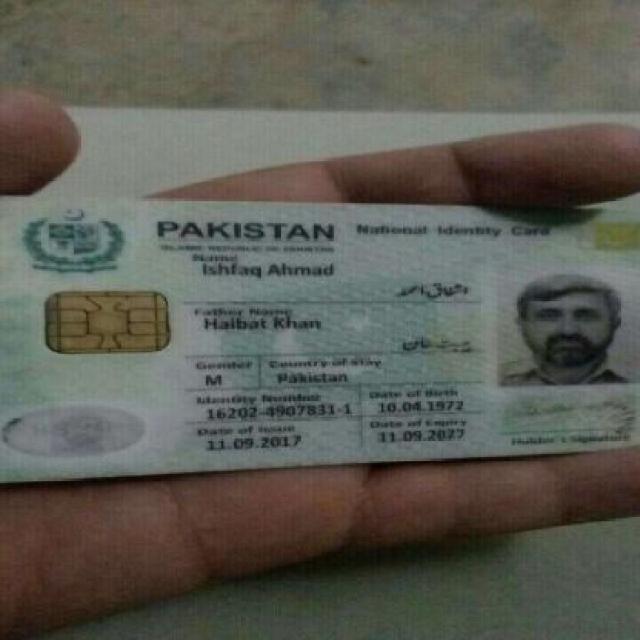 PAKISTAN National Identity Card
ISLAMIC REPUBLIC OF PAKISTAN
Name
Ishfaq Ahmad
اشفاق احمد
Father Name
Haibat Khan
ہیبت خان
Gender Country of Stay
M Pakistan
Identity Number Date of Birth
16202-4907831-1 10.04.1972
Date of Issue Date of Expiry
11.09.2017 11.09.2027
Holder's Signature